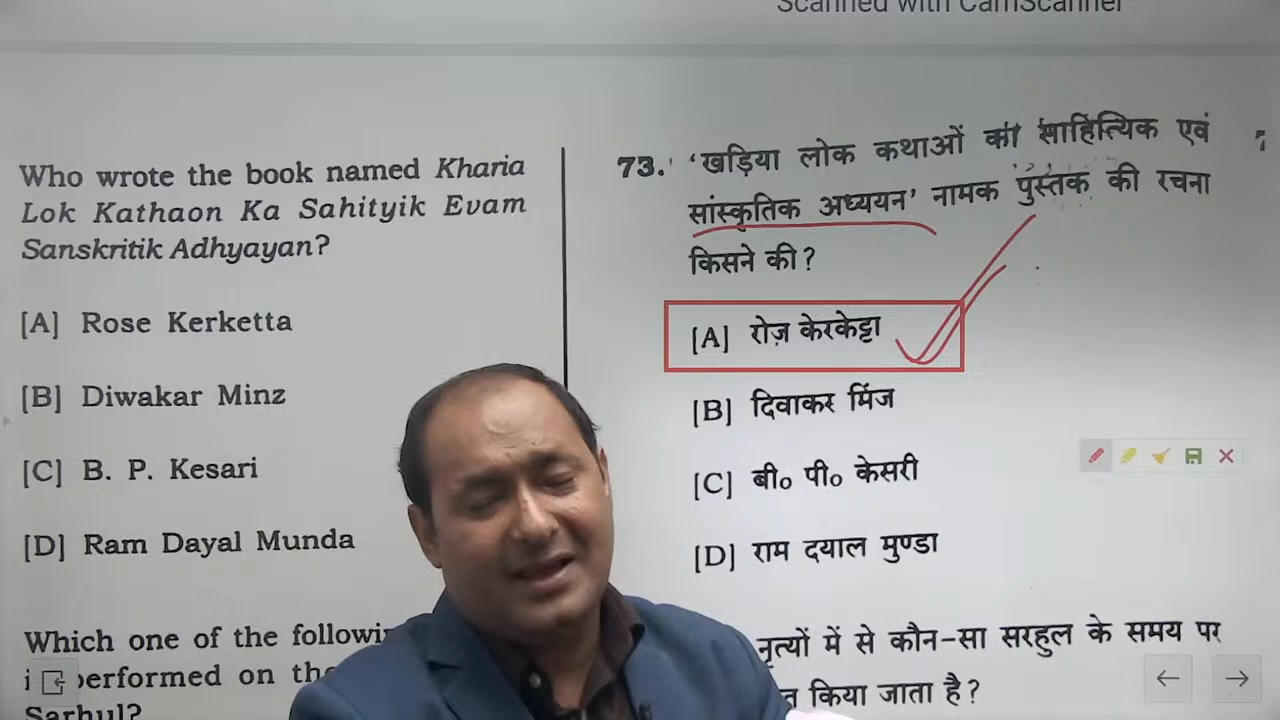 Scanned with CamScanner
Who wrote the book named Kharia
Lok Kathaon Ka Sahityik Evam
Sanskritik Adhyayan?
[A] Rose Kerketta
[B] Diwakar Minz
[C] B. P. Kesari
[D] Ram Dayal Munda
Which one of the
performed on
Sarhul?
73. ‘खड़िया लोक कथाओं का साहित्यिक एवं
सांस्कृतिक अध्ययन’ नामक पुस्तक की रचना
किसने की?
[A] रोज़ केरकेट्टा
[B] दिवाकर मिंज
[C] बी० पी० केसरी
[D] राम दयाल मुण्डा
नृत्यों में से कौन-सा सरहुल के समय पर
किया जाता है?